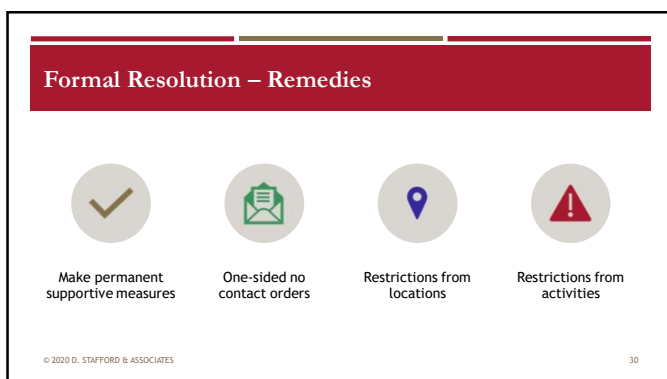 Formal Resolution – Remedies
Make permanent
supportive measures
One-sided no
contact orders
Restrictions from
locations
Restrictions from
activities
© 2020 D. STAFFORD & ASSOCIATES
30